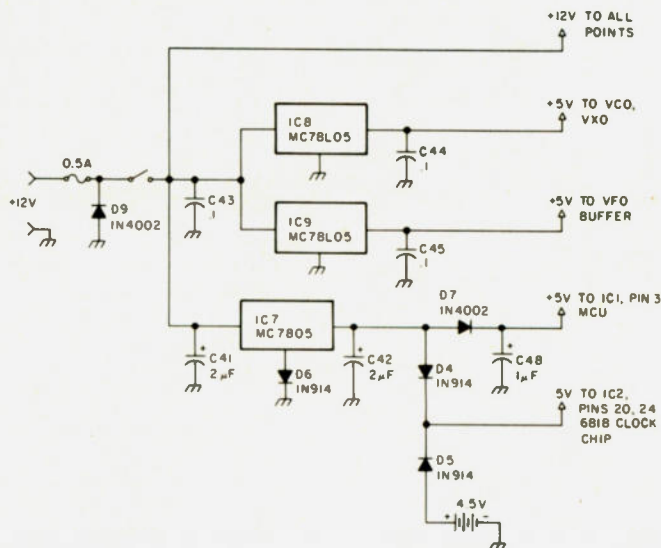 +12V TO ALL
POINTS
IC8
MC78L05
+5V TO VCO,
VXO
C44
.1
0.5A
+12V
D9
1N4002
C43
.1
IC9
MC78L05
+5V TO VFO
BUFFER
C45
.1
D7
1N4002
+5V TO IC1, PIN 3
MCU
IC7
MC7805
+
C41
2µF
D6
1N914
+
C42
2µF
D4
1N914
+
C48
1µF
5V TO IC2,
PINS 20, 24
6818 CLOCK
CHIP
D5
1N914
4.5V
+ -